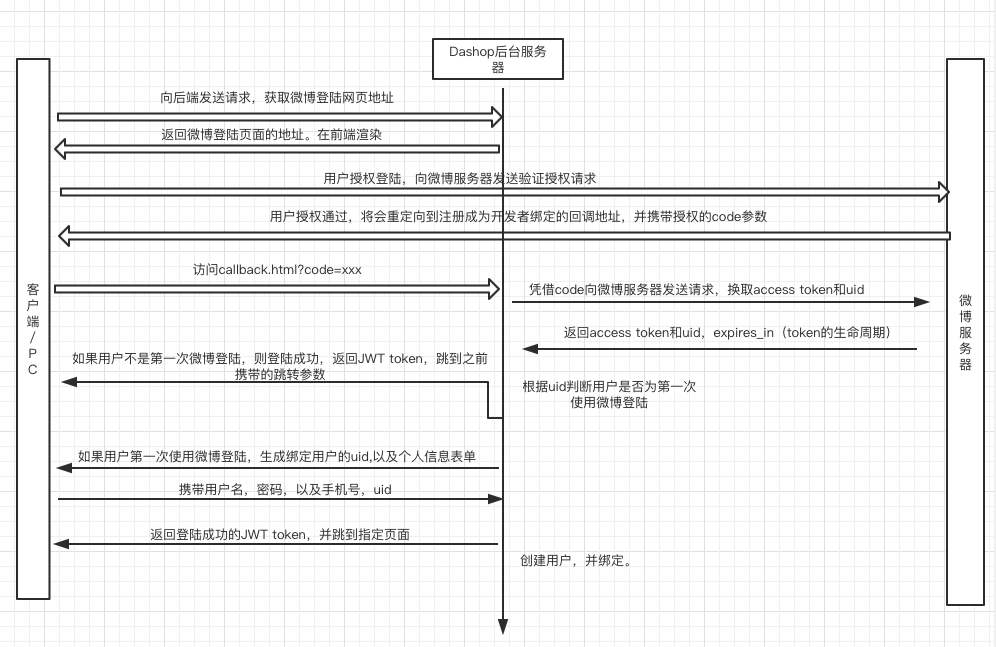 Dashop后台服务
器
向后端发送请求，获取微博登陆网页地址
返回微博登陆页面的地址。在前端渲染
用户授权登陆，向微博服务器发送验证授权请求
用户授权通过，将会重定向到注册成为开发者绑定的回调地址，并携带授权的code参数
访问callback.html?code=xxx
凭借code向微博服务器发送请求，换取access token和uid
客
户
端
/
P
C
微
博
服
务
器
返回access token和uid，expires_in（token的生命周期）
如果用户不是第一次微博登陆，则登陆成功，返回JWT token，跳到之前
携带的跳转参数
根据uid判断用户是否为第一次
使用微博登陆
如果用户第一次使用微博登陆，生成绑定用户的uid,以及个人信息表单
携带用户名，密码，以及手机号，uid
返回登陆成功的JWT token，并跳到指定页面
创建用户，并绑定。